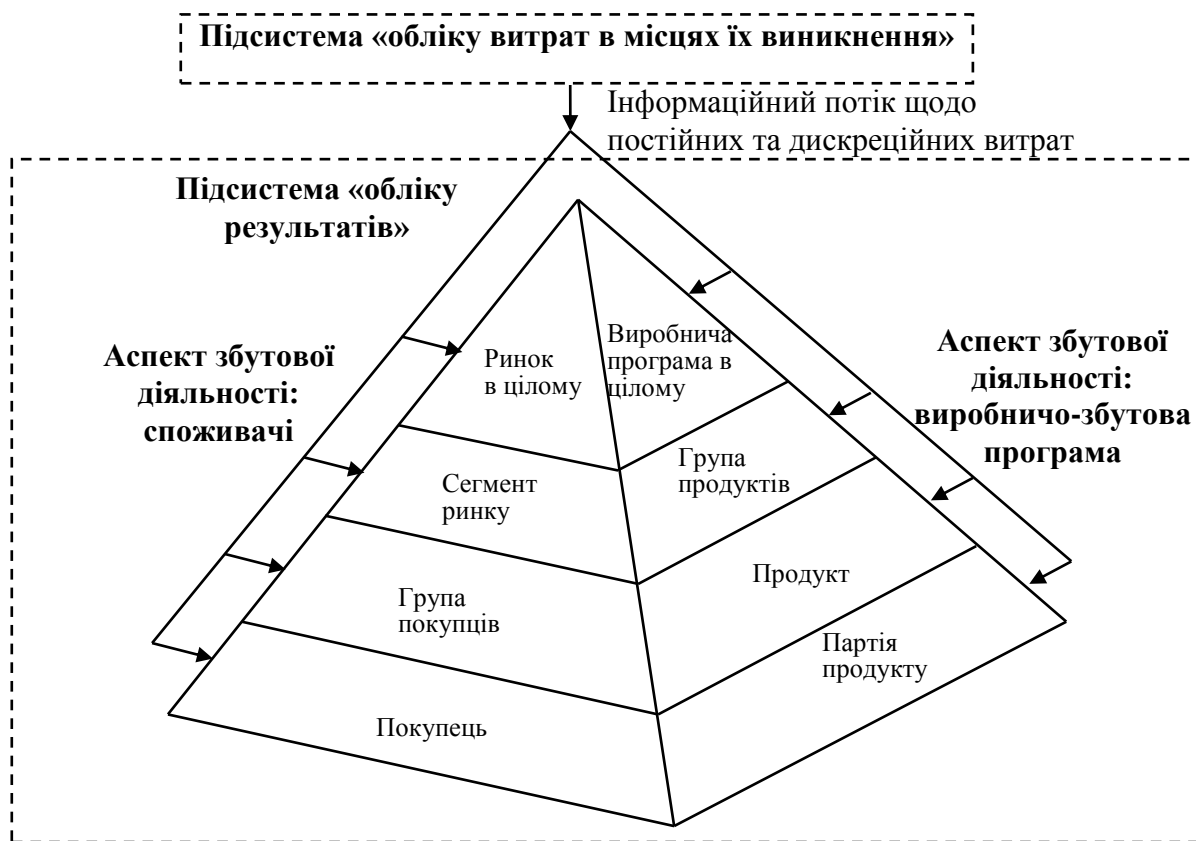 Підсистема «обліку витрат в місцях їх виникнення»
Інформаційний потік щодо
постійних та дискреційних витрат
Підсистема «обліку
результатів»
Аспект збутової
діяльності:
споживачі
Ринок
в цілому
Виробнича
програма в
цілому
Аспект збутової
діяльності:
виробничо-збутова
програма
Сегмент
ринку
Група
продуктів
Група
покупців
Продукт
Покупець
Партія
продукту